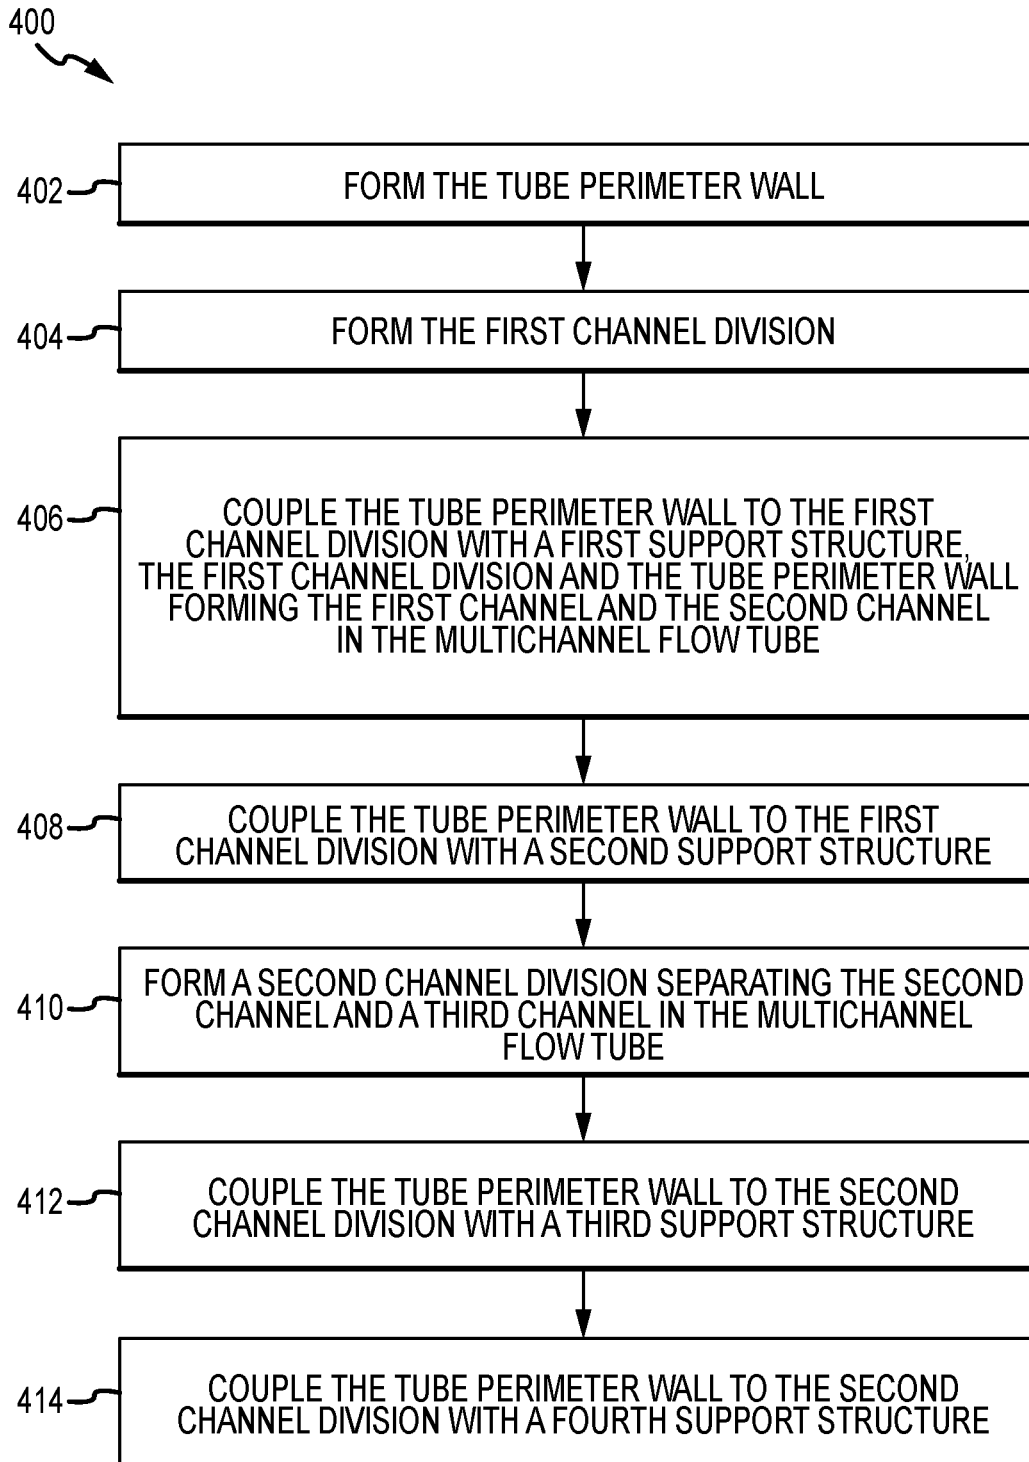 400
402
FORM THE TUBE PERIMETER WALL
404
FORM THE FIRST CHANNEL DIVISION
406
COUPLE THE TUBE PERIMETER WALL TO THE FIRST
CHANNEL DIVISION WITH A FIRST SUPPORT STRUCTURE,
THE FIRST CHANNEL DIVISION AND THE TUBE PERIMETER WALL
FORMING THE FIRST CHANNEL AND THE SECOND CHANNEL
IN THE MULTICHANNEL FLOW TUBE
408
COUPLE THE TUBE PERIMETER WALL TO THE FIRST
CHANNEL DIVISION WITH A SECOND SUPPORT STRUCTURE
410
FORM A SECOND CHANNEL DIVISION SEPARATING THE SECOND
CHANNEL AND A THIRD CHANNEL IN THE MULTICHANNEL
FLOW TUBE
412
COUPLE THE TUBE PERIMETER WALL TO THE SECOND
CHANNEL DIVISION WITH A THIRD SUPPORT STRUCTURE
414
COUPLE THE TUBE PERIMETER WALL TO THE SECOND
CHANNEL DIVISION WITH A FOURTH SUPPORT STRUCTURE